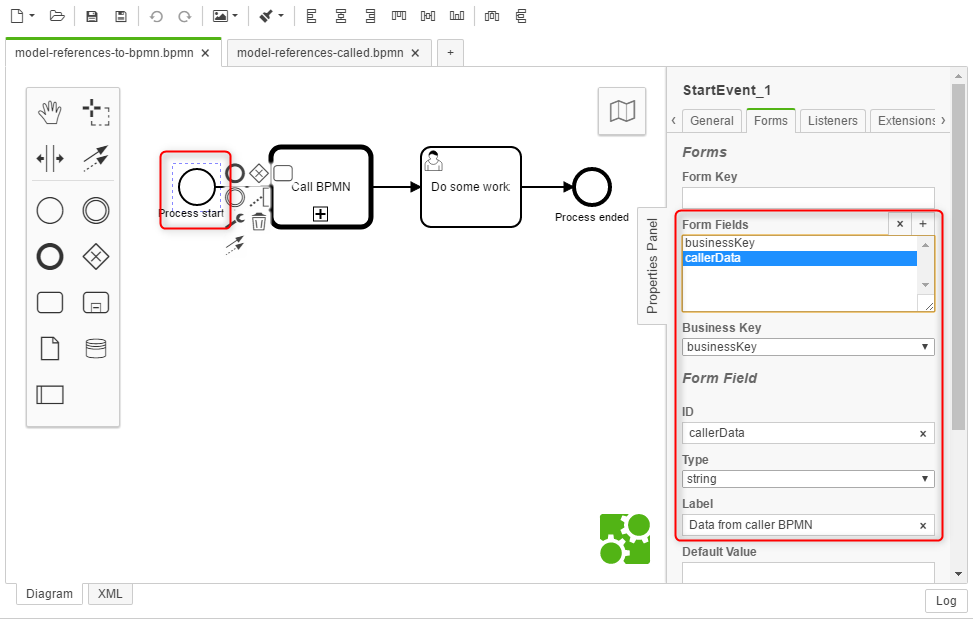 model-references-to-bpmn.bpmn × model-references-called.bpmn × +
Call BPMN
Do some work
Process start
Process ended
Properties Panel
StartEvent_1
‹ General Forms Listeners Extensions ›
Forms
Form Key
Form Fields × +
businessKey
callerData
Business Key
businessKey
Form Field
ID
callerData ×
Type
string
Label
Data from caller BPMN ×
Default Value
Diagram XML
Log